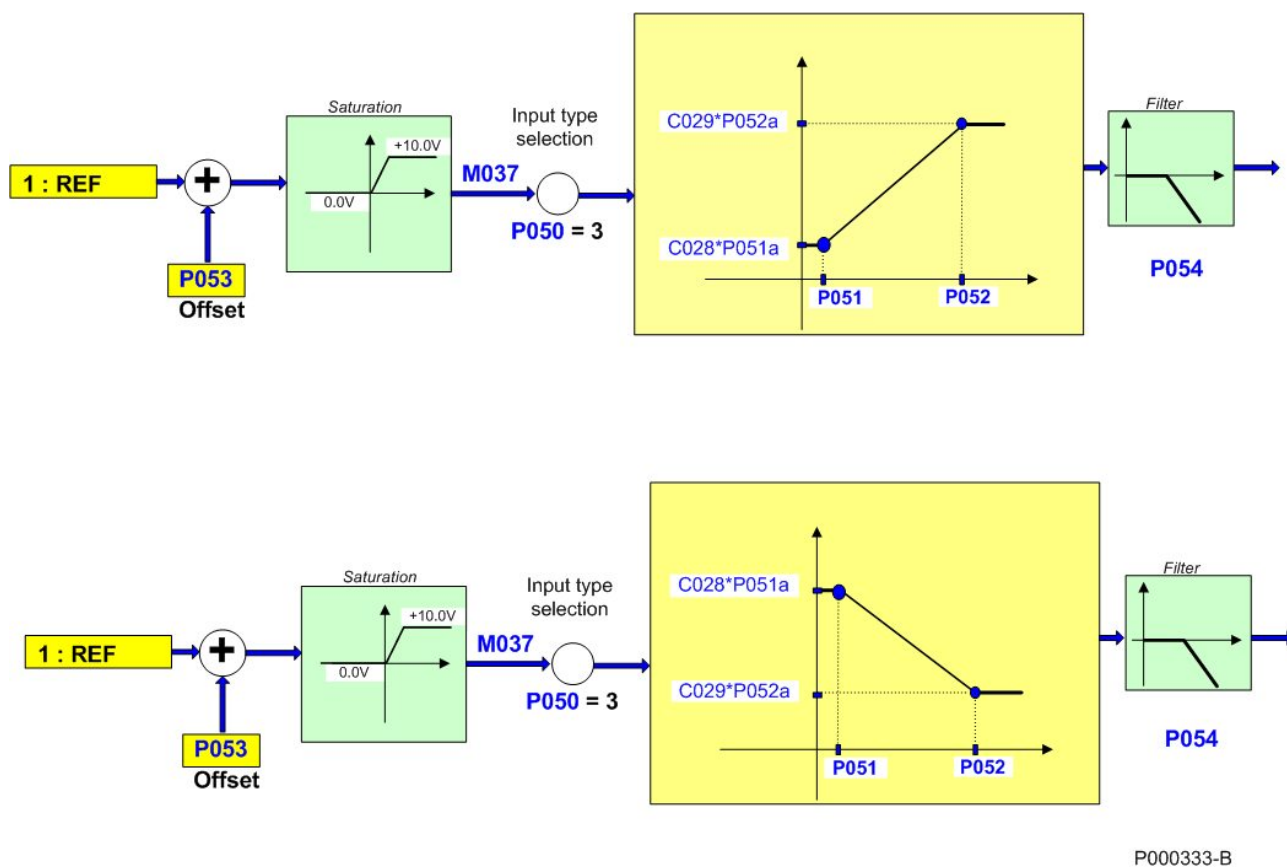 Saturation
Input type
selection
Filter
+10.0V
C029*P052a
1 : REF
+
M037
0.0V
P050 = 3
C028*P051a
P053
Offset
P051
P052
P054
Saturation
Input type
selection
Filter
+10.0V
C028*P051a
1 : REF
+
M037
0.0V
P050 = 3
C029*P052a
P053
Offset
P051
P052
P054
P000333-B